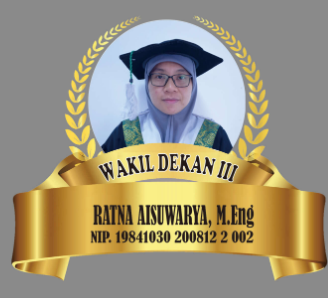 WAKIL DEKAN III
RATNA AISUWARYA, M.Eng
NIP. 19841030 200812 2 002